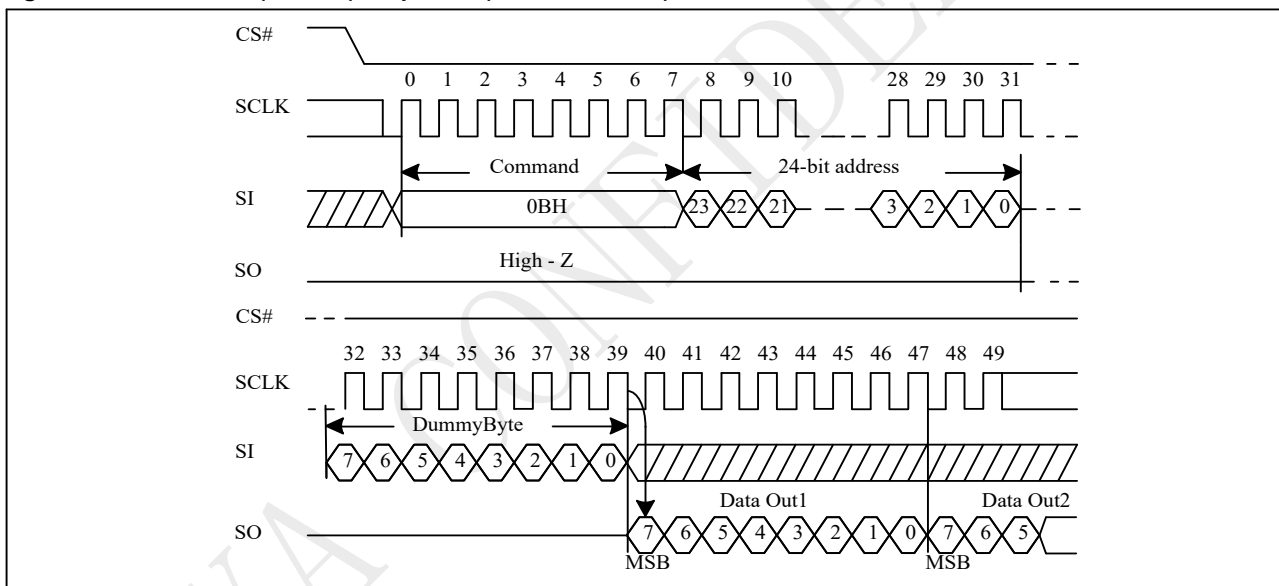 CS#
0 1 2 3 4 5 6 7 8 9 10 28 29 30 31
SCLK
Command 24-bit address
SI 0BH 23 22 21 3 2 1 0
High - Z
SO
CS#
32 33 34 35 36 37 38 39 40 41 42 43 44 45 46 47 48 49
SCLK
DummyByte
SI 7 6 5 4 3 2 1 0
Data Out1 Data Out2
SO 7 6 5 4 3 2 1 0 7 6 5
MSB MSB